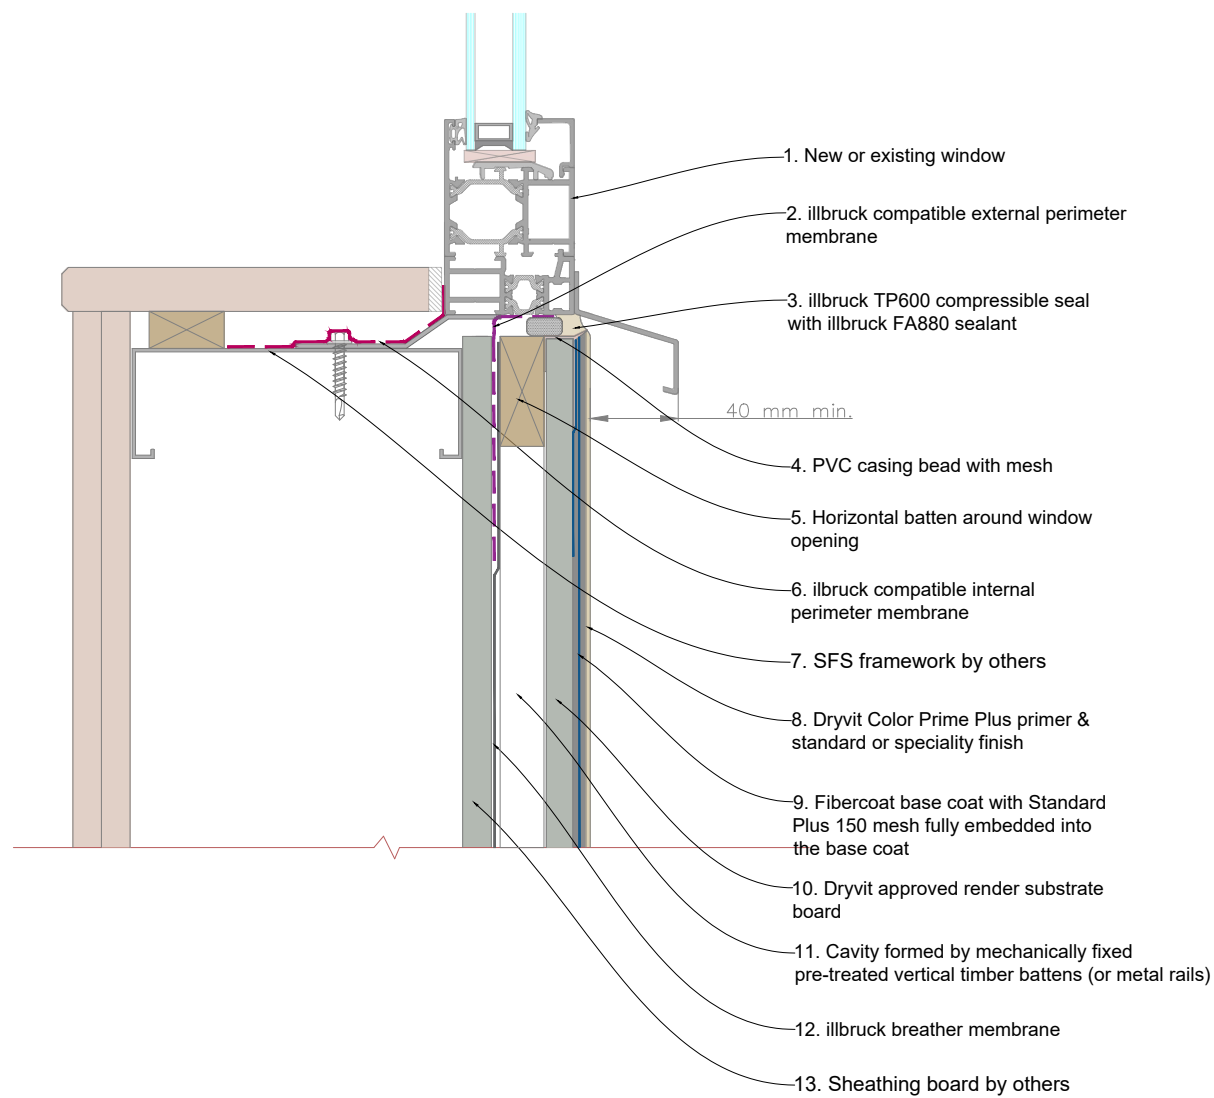 1. New or existing window
2. illbruck compatible external perimeter
membrane
3. illbruck TP600 compressible seal
with illbruck FA880 sealant
40 mm min.
4. PVC casing bead with mesh
5. Horizontal batten around window
opening
6. ilbruck compatible internal
perimeter membrane
7. SFS framework by others
8. Dryvit Color Prime Plus primer &
standard or speciality finish
9. Fibercoat base coat with Standard
Plus 150 mesh fully embedded into
the base coat
10. Dryvit approved render substrate
board
11. Cavity formed by mechanically fixed
pre-treated vertical timber battens (or metal rails)
12. illbruck breather membrane
13. Sheathing board by others